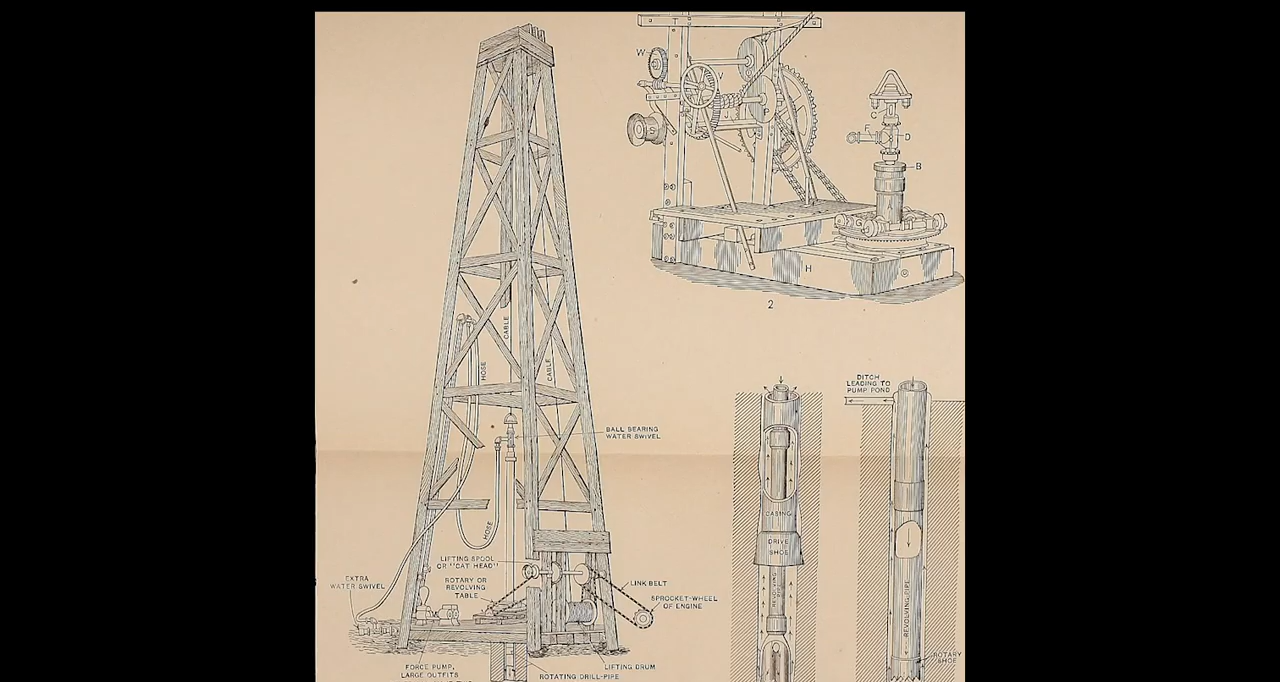 T
W
V
S
P
C
E
D
B
A
G
H
2
CABLE
CABLE
HOSE
HOSE
BALL BEARING
WATER SWIVEL
LIFTING SPOOL
OR "CAT HEAD"
ROTARY OR
REVOLVING
TABLE
EXTRA
WATER SWIVEL
LINK BELT
SPROCKET-WHEEL
OF ENGINE
FORCE PUMP,
LARGE OUTFITS
LIFTING DRUM
ROTATING DRILL-PIPE
DITCH
LEADING TO
PUMP POND
CASING
DRIVE
SHOE
REVOLVING
REVOLVING PIPE
ROTARY
SHOE